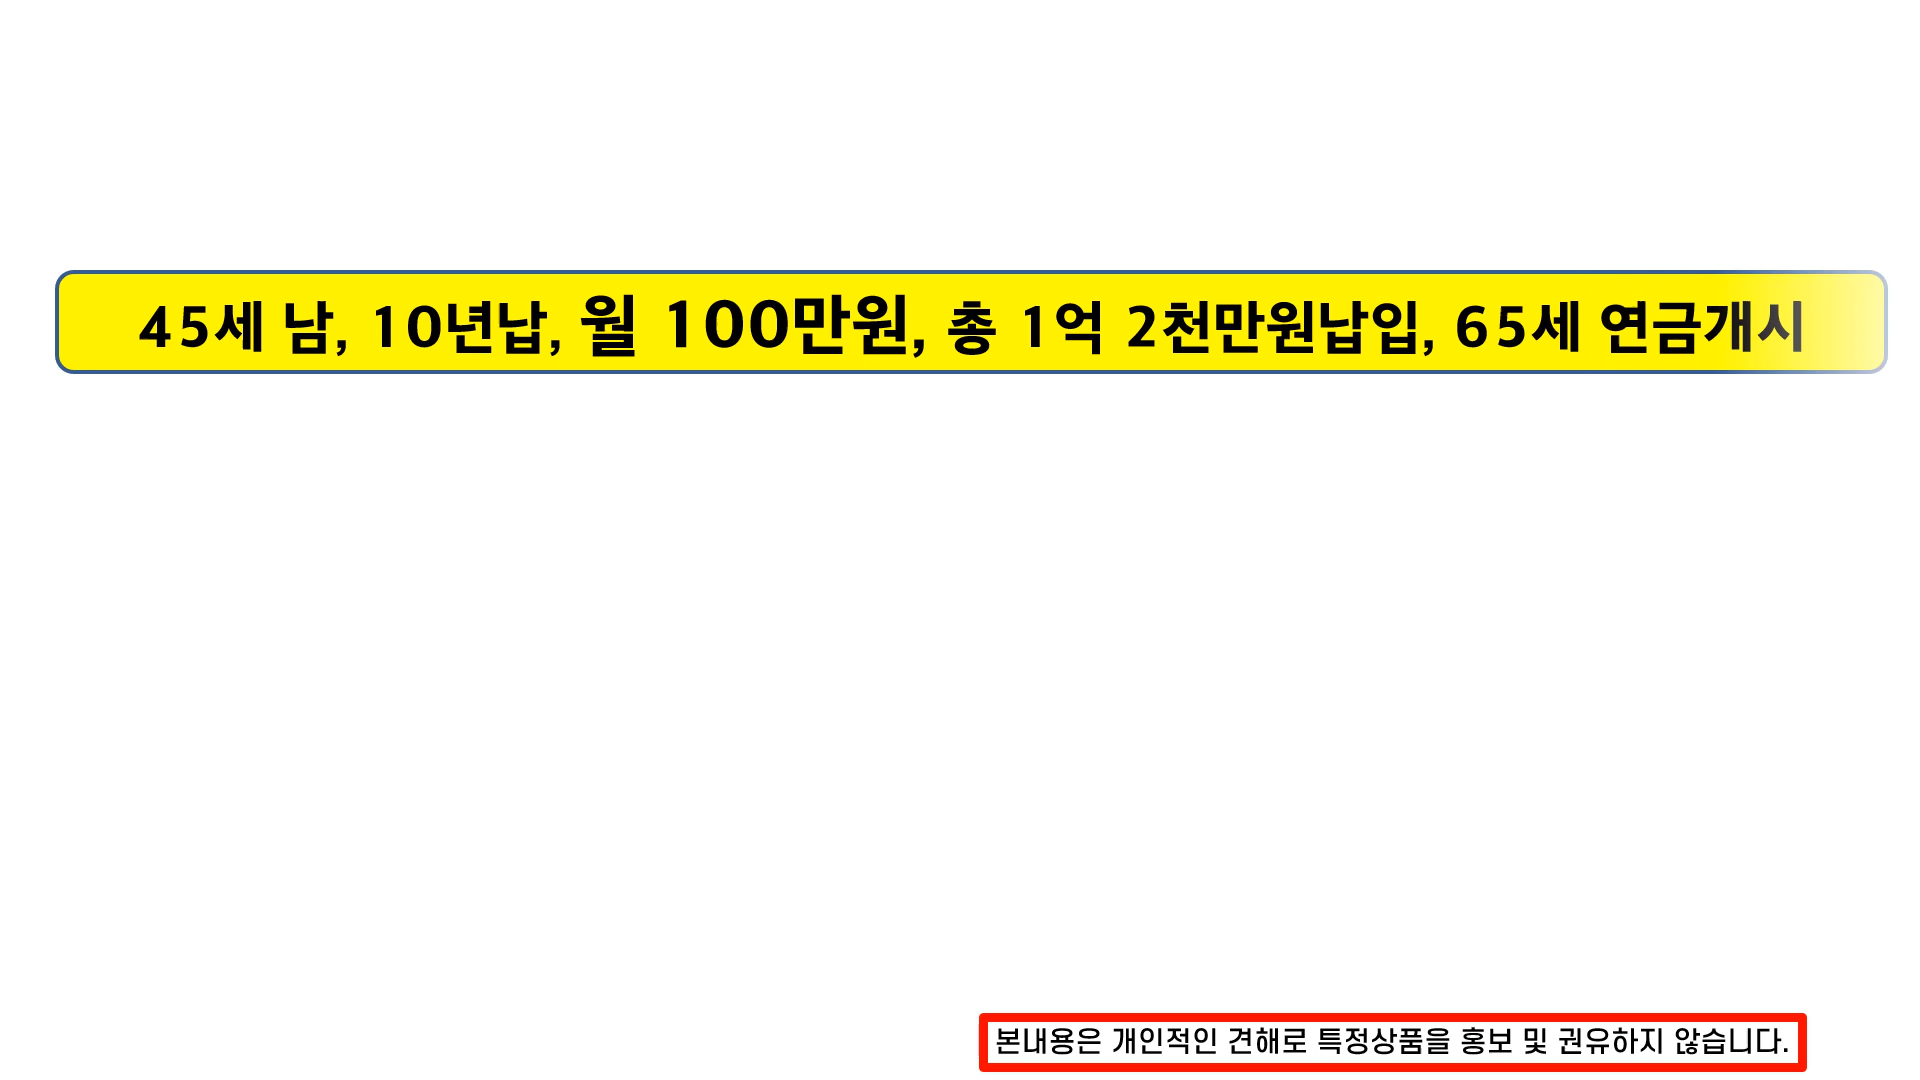 45세 남, 10년납, 월 100만원, 총 1억 2천만원납입, 65세 연금개시
본내용은 개인적인 견해로 특정상품을 홍보 및 권유하지 않습니다.